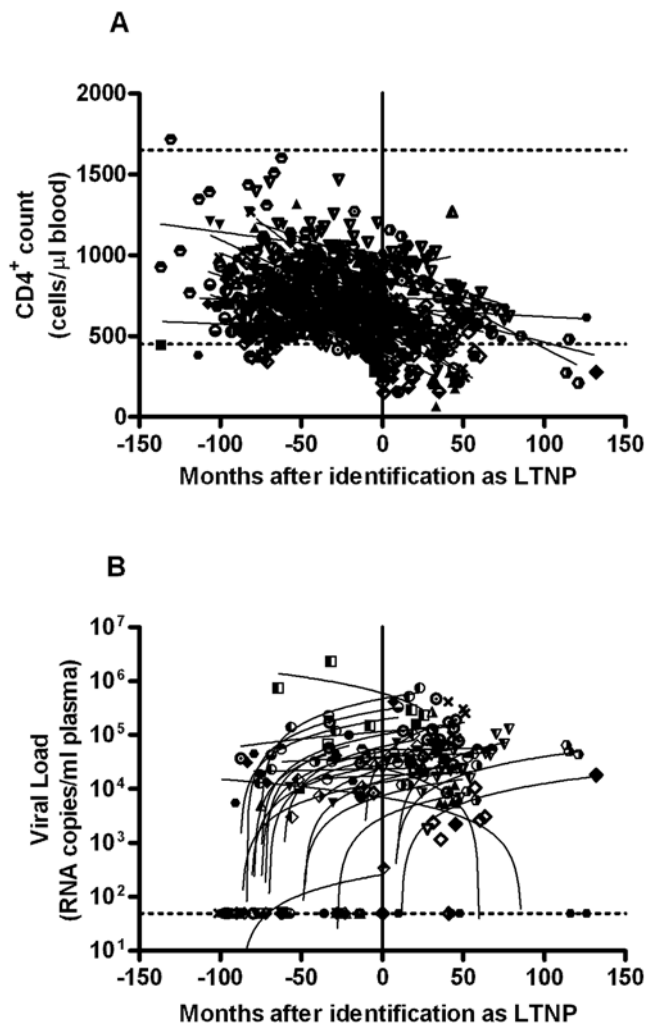 A
2000
1500
1000
500
0
CD4⁺ count
(cells/µl blood)
-150 -100 -50 0 50 100 150
Months after identification as LTNP
B
10⁷
10⁶
10⁵
10⁴
10³
10²
10¹
Viral Load
(RNA copies/ml plasma)
-150 -100 -50 0 50 100 150
Months after identification as LTNP